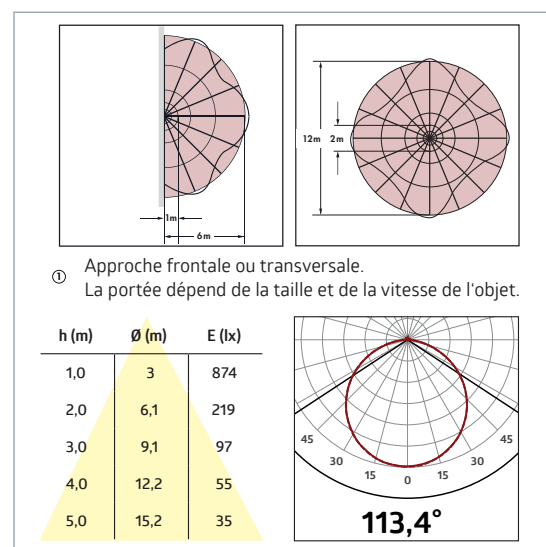 1m
6m
12m 2m
① Approche frontale ou transversale.
La portée dépend de la taille et de la vitesse de l'objet.
h (m) Ø (m) E (lx)
1,0 3 874
2,0 6,1 219
3,0 9,1 97
4,0 12,2 55
5,0 15,2 35
45 30 15 0 15 30 45
113,4°